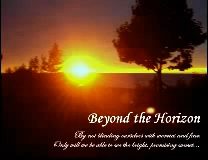 Beyond the Horizon
By not blinding ourselves with worries and fear
Only will we be able to see the bright, promising sunset...